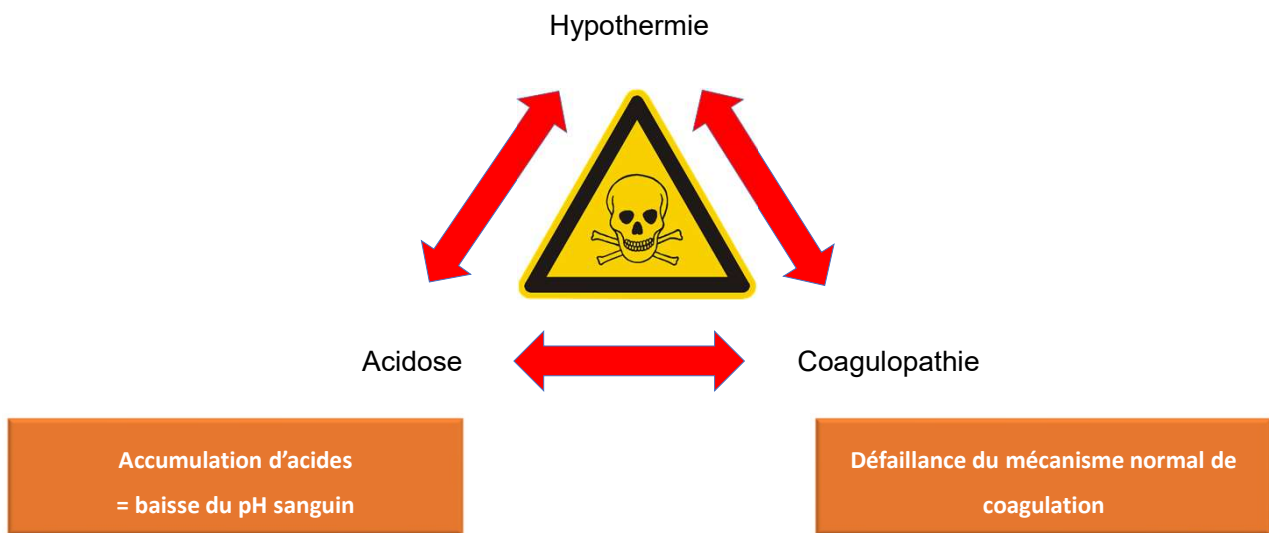 Hypothermie
Acidose
Coagulopathie
Accumulation d’acides
= baisse du pH sanguin
Défaillance du mécanisme normal de
coagulation